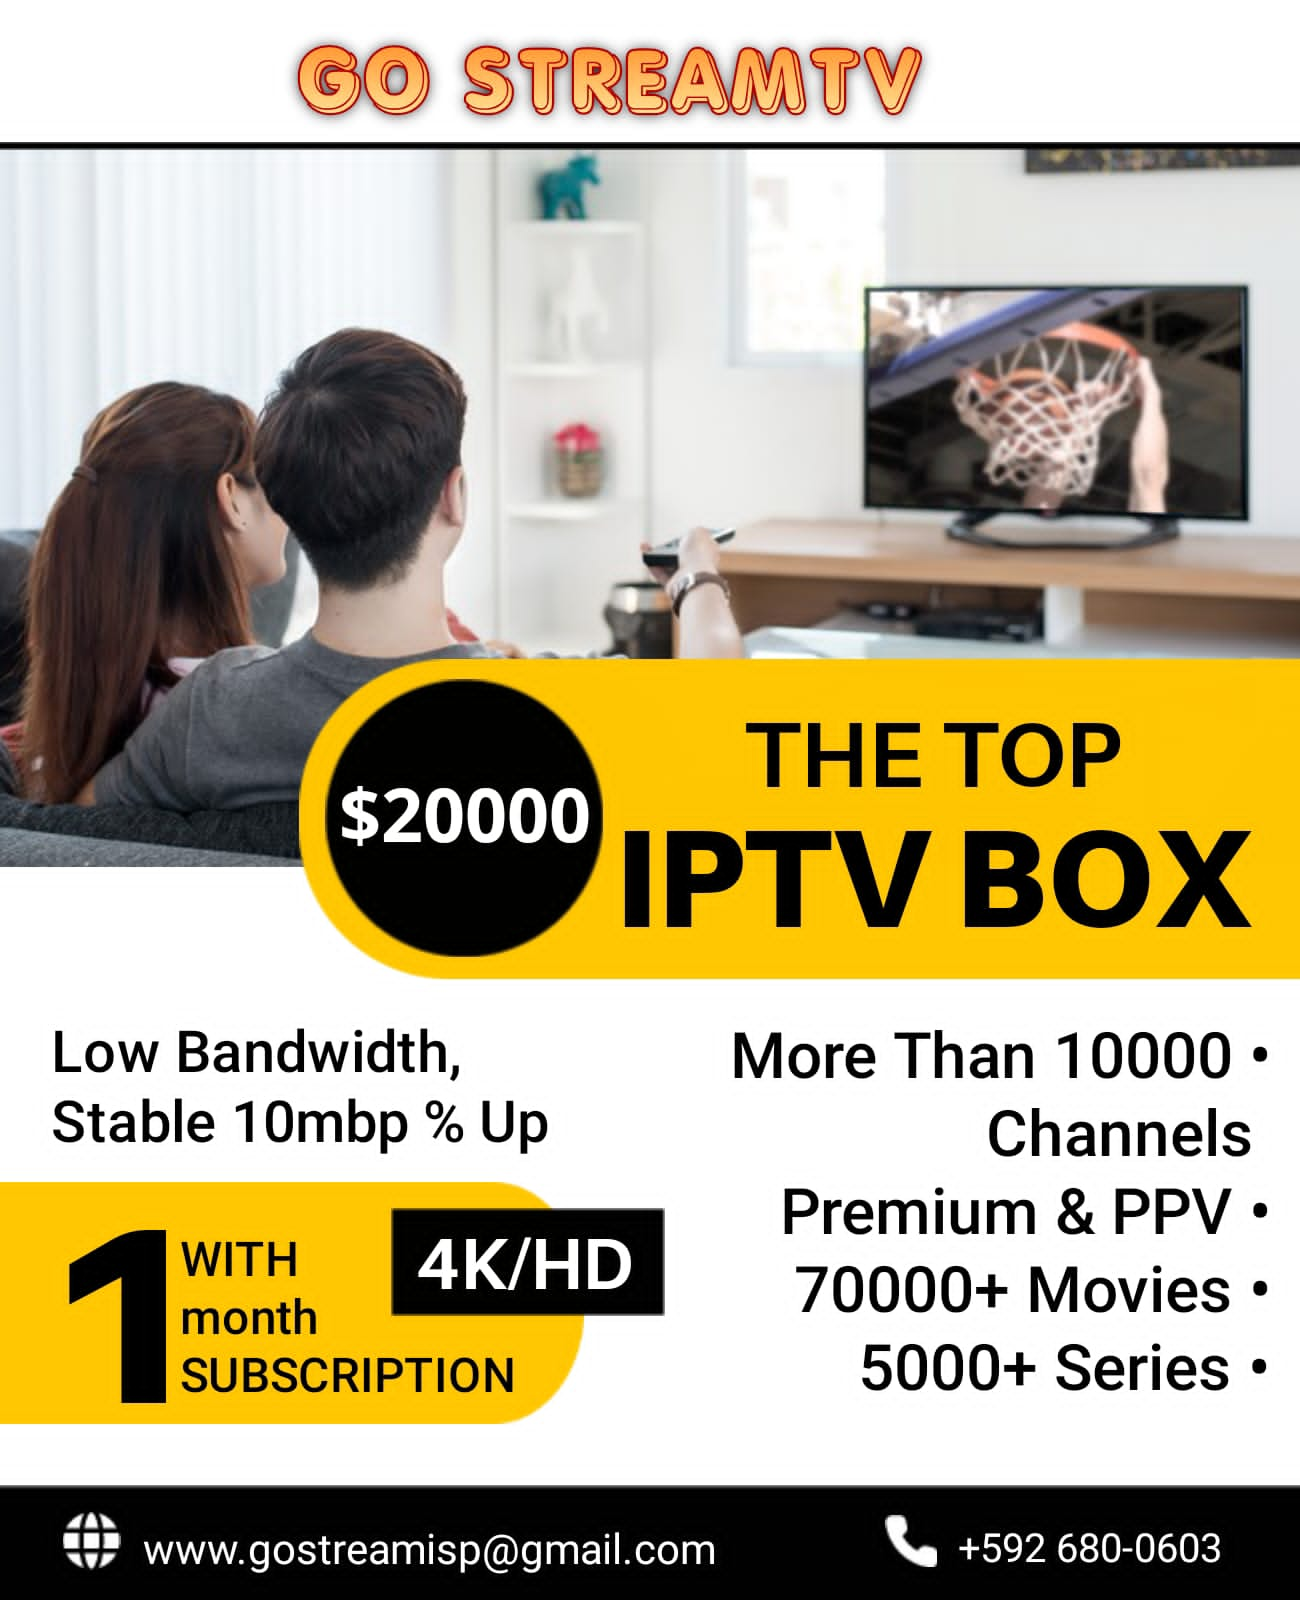 GO STREAMTV
$20000
THE TOP
IPTV BOX
Low Bandwidth,
Stable 10mbp % Up
1
WITH
month
SUBSCRIPTION
4K/HD
More Than 10000 •
Channels
Premium & PPV •
70000+ Movies •
5000+ Series •
www.gostreamisp@gmail.com
+592 680-0603